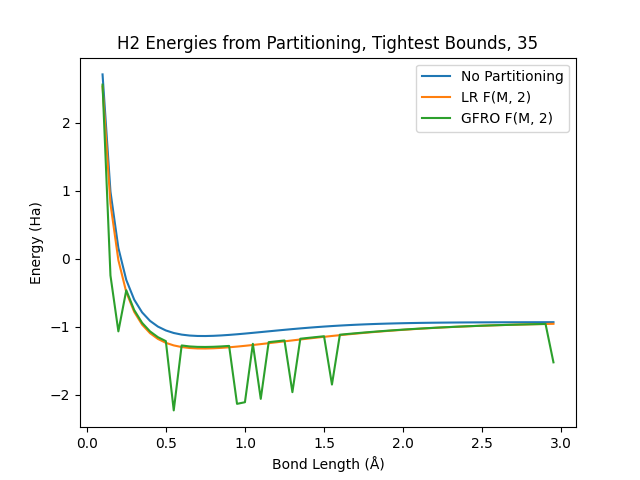 H2 Energies from Partitioning, Tightest Bounds, 35
No Partitioning
LR F(M, 2)
GFRO F(M, 2)
Energy (Ha)
2
1
0
−1
−2
0.0 0.5 1.0 1.5 2.0 2.5 3.0
Bond Length (Å)